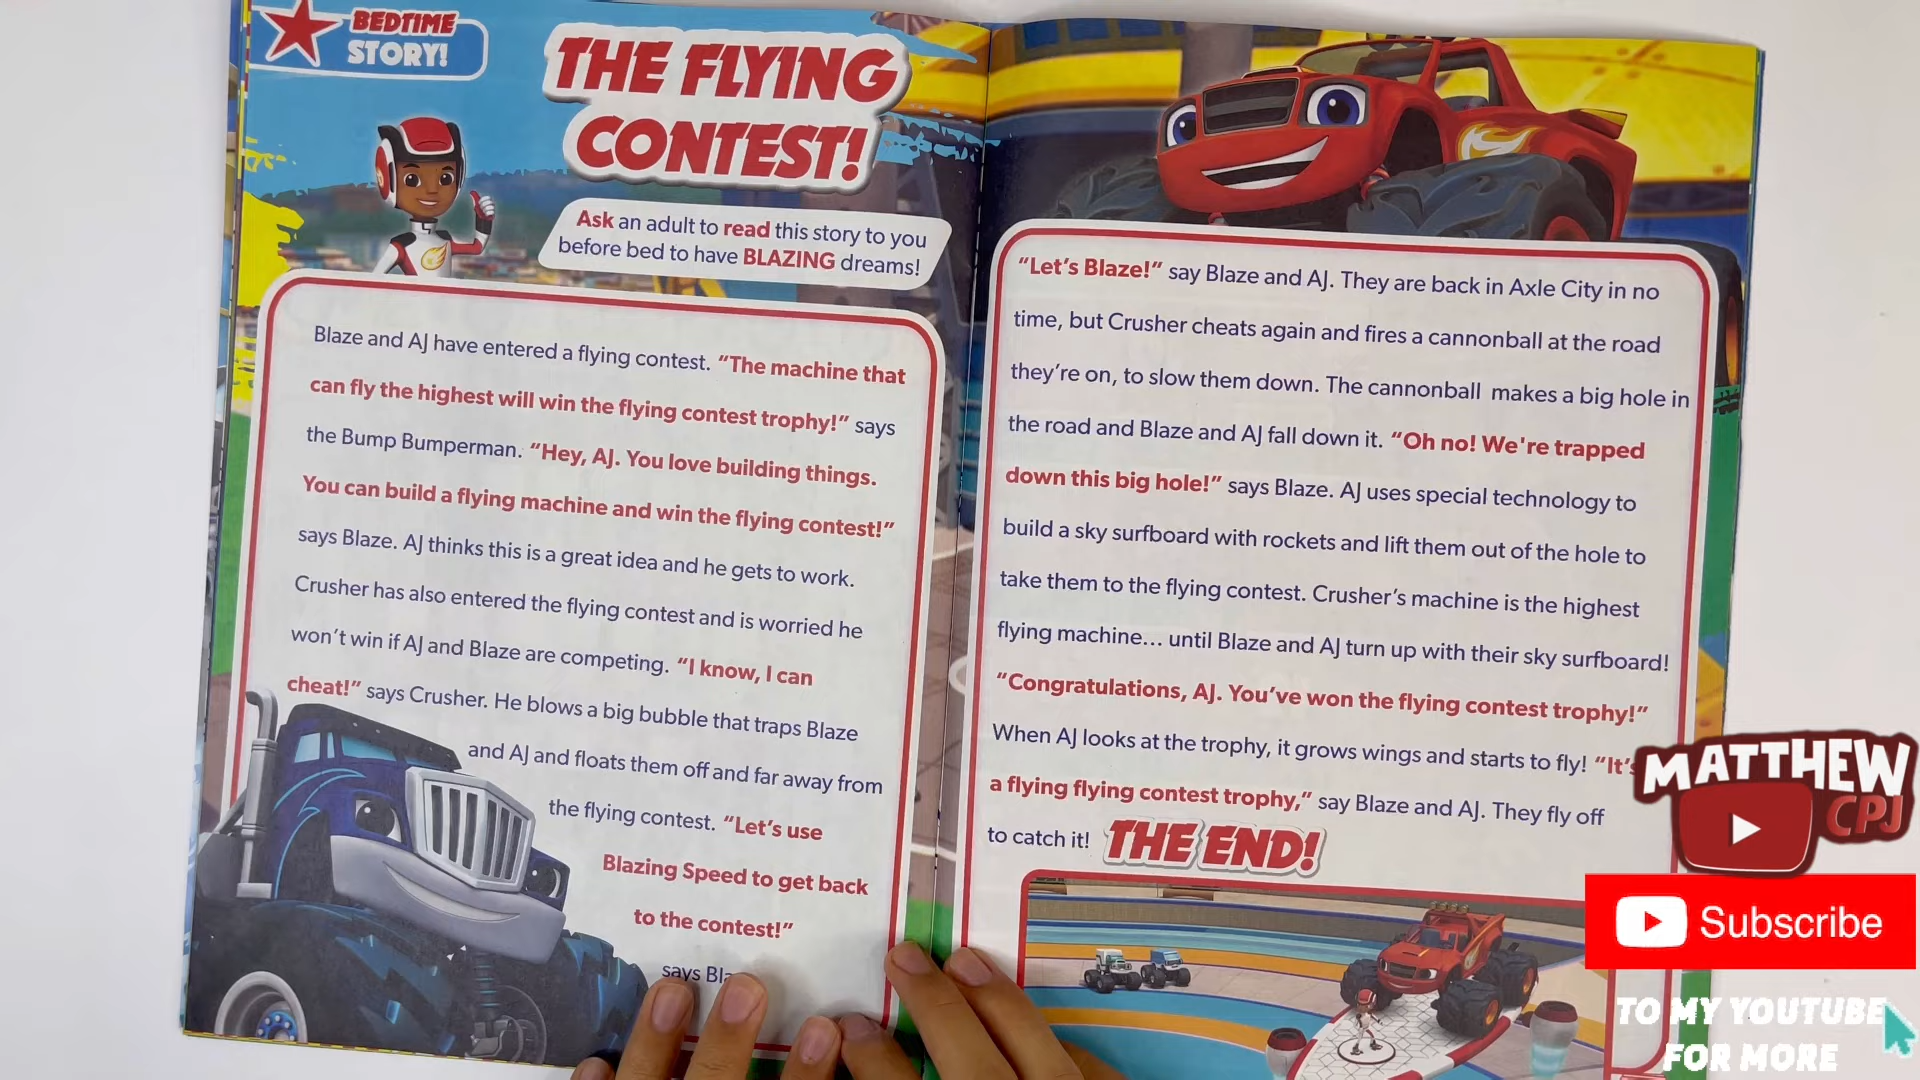 BEDTIME
STORY!
THE FLYING
CONTEST!
Ask an adult to read this story to you
before bed to have BLAZING dreams!
Blaze and AJ have entered a flying contest. “The machine that
can fly the highest will win the flying contest trophy!” says
the Bump Bumperman. “Hey, AJ. You love building things.
You can build a flying machine and win the flying contest!”
says Blaze. AJ thinks this is a great idea and he gets to work.
Crusher has also entered the flying contest and is worried he
won’t win if AJ and Blaze are competing. “I know, I can
cheat!” says Crusher. He blows a big bubble that traps Blaze
and AJ and floats them off and far away from
the flying contest. “Let’s use
Blazing Speed to get back
to the contest!”
says
“Let’s Blaze!” say Blaze and AJ. They are back in Axle City in no
time, but Crusher cheats again and fires a cannonball at the road
they’re on, to slow them down. The cannonball makes a big hole in
the road and Blaze and AJ fall down it. “Oh no! We're trapped
down this big hole!” says Blaze. AJ uses special technology to
build a sky surfboard with rockets and lift them out of the hole to
take them to the flying contest. Crusher’s machine is the highest
flying machine... until Blaze and AJ turn up with their sky surfboard!
“Congratulations, AJ. You’ve won the flying contest trophy!”
When AJ looks at the trophy, it grows wings and starts to fly! “It’s
a flying flying contest trophy,” say Blaze and AJ. They fly off
to catch it! THE END!
MATTHEW
CPJ
Subscribe
TO MY YOUTUBE
FOR MORE